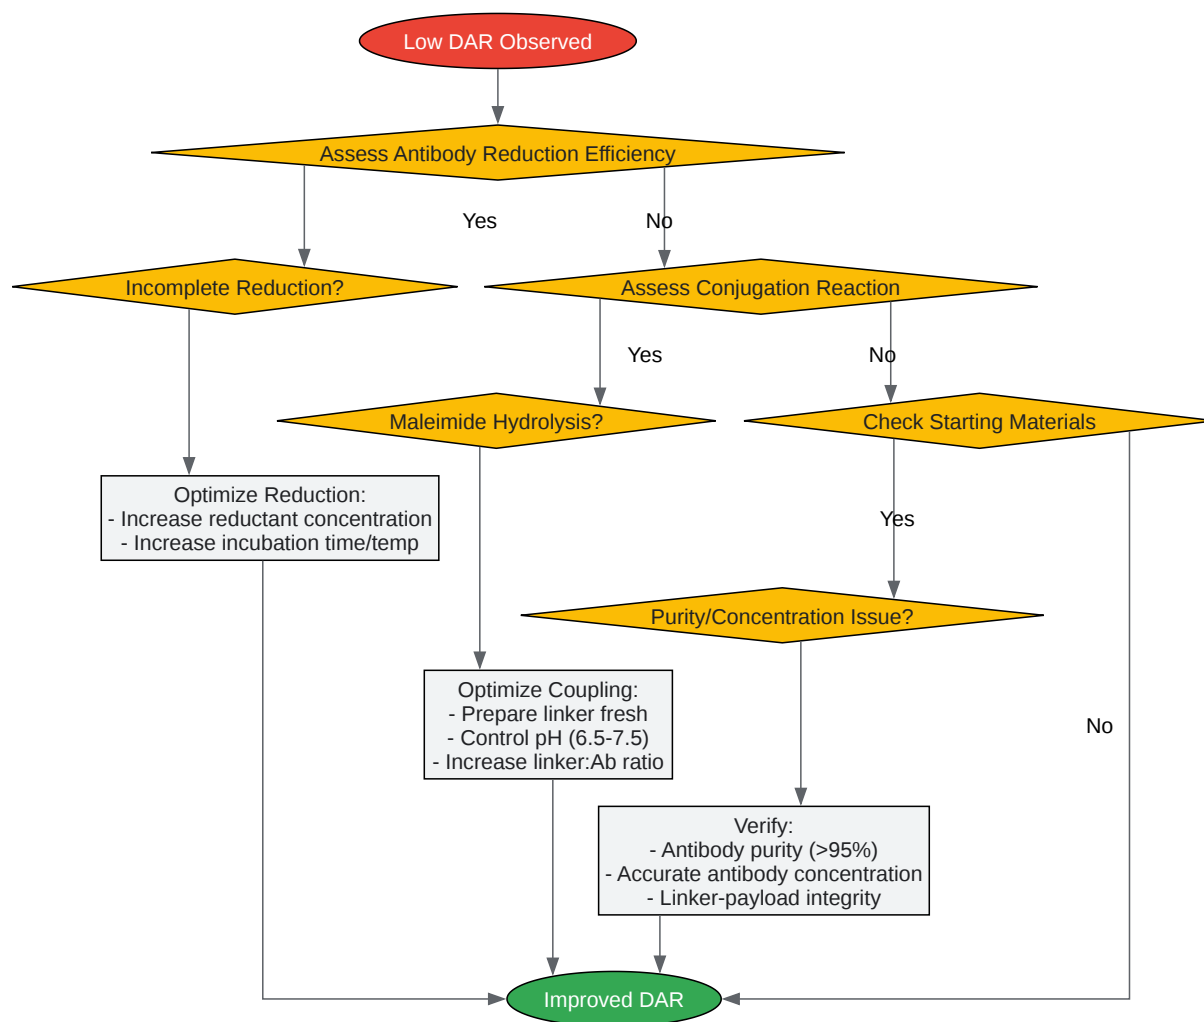 Low DAR Observed
Assess Antibody Reduction Efficiency
Yes
No
Incomplete Reduction?
Assess Conjugation Reaction
Yes
No
Maleimide Hydrolysis?
Check Starting Materials
Optimize Reduction:
- Increase reductant concentration
- Increase incubation time/temp
Yes
Purity/Concentration Issue?
Optimize Coupling:
- Prepare linker fresh
- Control pH (6.5-7.5)
- Increase linker:Ab ratio
No
Verify:
- Antibody purity (>95%)
- Accurate antibody concentration
- Linker-payload integrity
Improved DAR